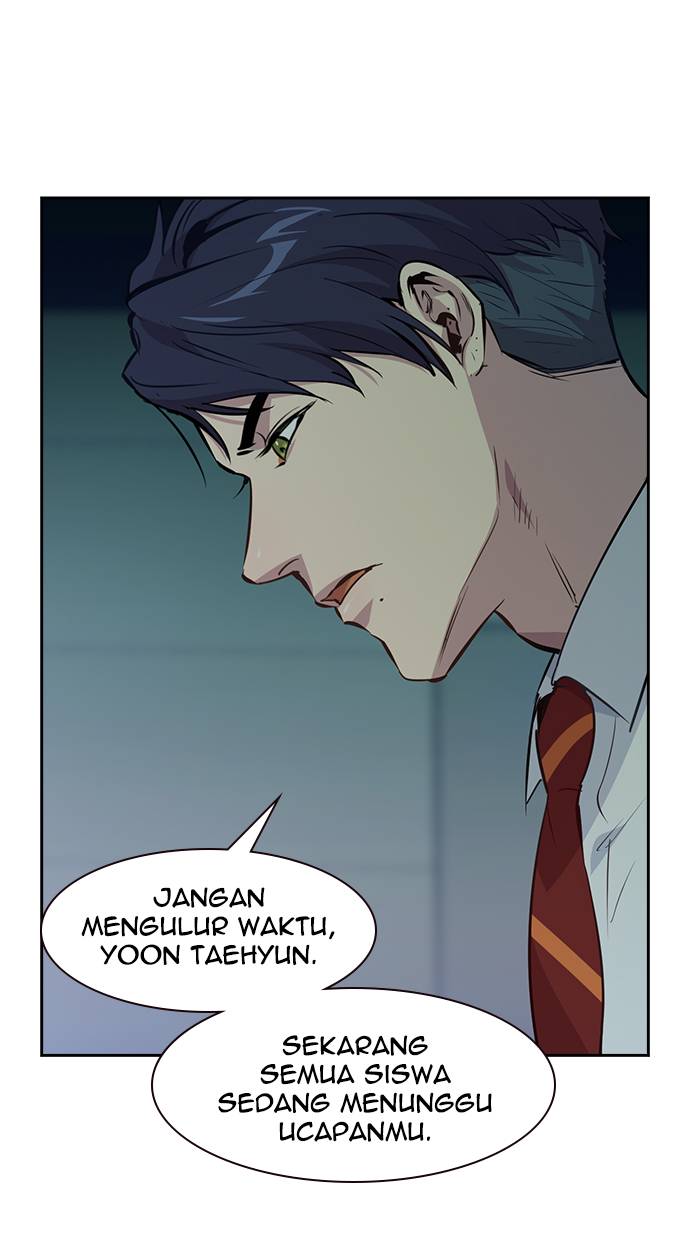 JANGAN
MENGULUR WAKTU,
YOON TAEHYUN.
SEKARANG
SEMUA SISWA
SEDANG MENUNGGU
UCAPANMU.